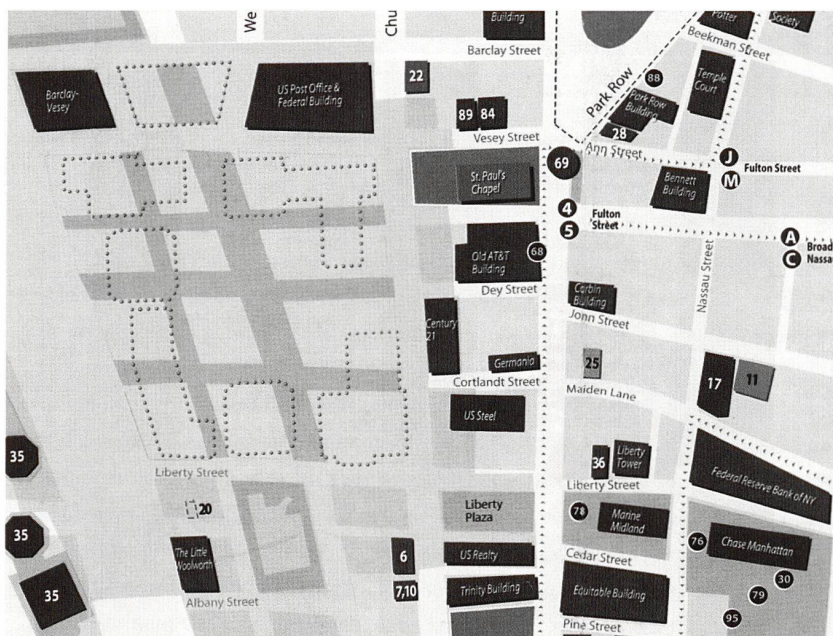 We
Chu
Building
Barclay Street
Potter
Society
Beekman Street
Barclay-
Vesey
US Post Office &
Federal Building
22
89
84
Vesey Street
Park Row
88
Park Row
Building
28
Temple
Court
Ann Street
J
M
Fulton Street
St. Paul's
Chapel
69
Bennett
Building
4
5
Fulton
Street
A
C
Broad
Nassau
Old AT&T
Building
68
Dey Street
Corbin
Building
John Street
Nassau Street
Century
21
Germania
Cortlandt Street
25
Maiden Lane
17
11
US Steel
36
Liberty
Tower
Federal Reserve Bank of NY
35
Liberty Street
Liberty Street
20
Liberty
Plaza
78
Marine
Midland
76
Chase Manhattan
35
The Little
Woolworth
6
US Realty
Cedar Street
30
79
35
Albany Street
7,10
Trinity Building
Equitable Building
95
Pine Street